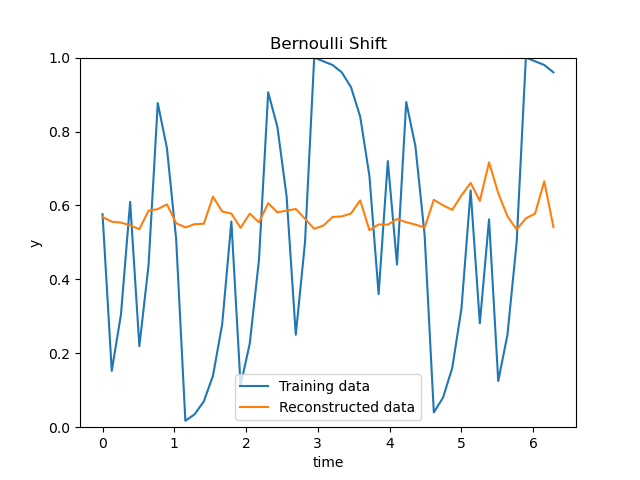 Bernoulli Shift
1.0
0.8
0.6
0.4
0.2
0.0
y
0 1 2 3 4 5 6
time
Training data
Reconstructed data